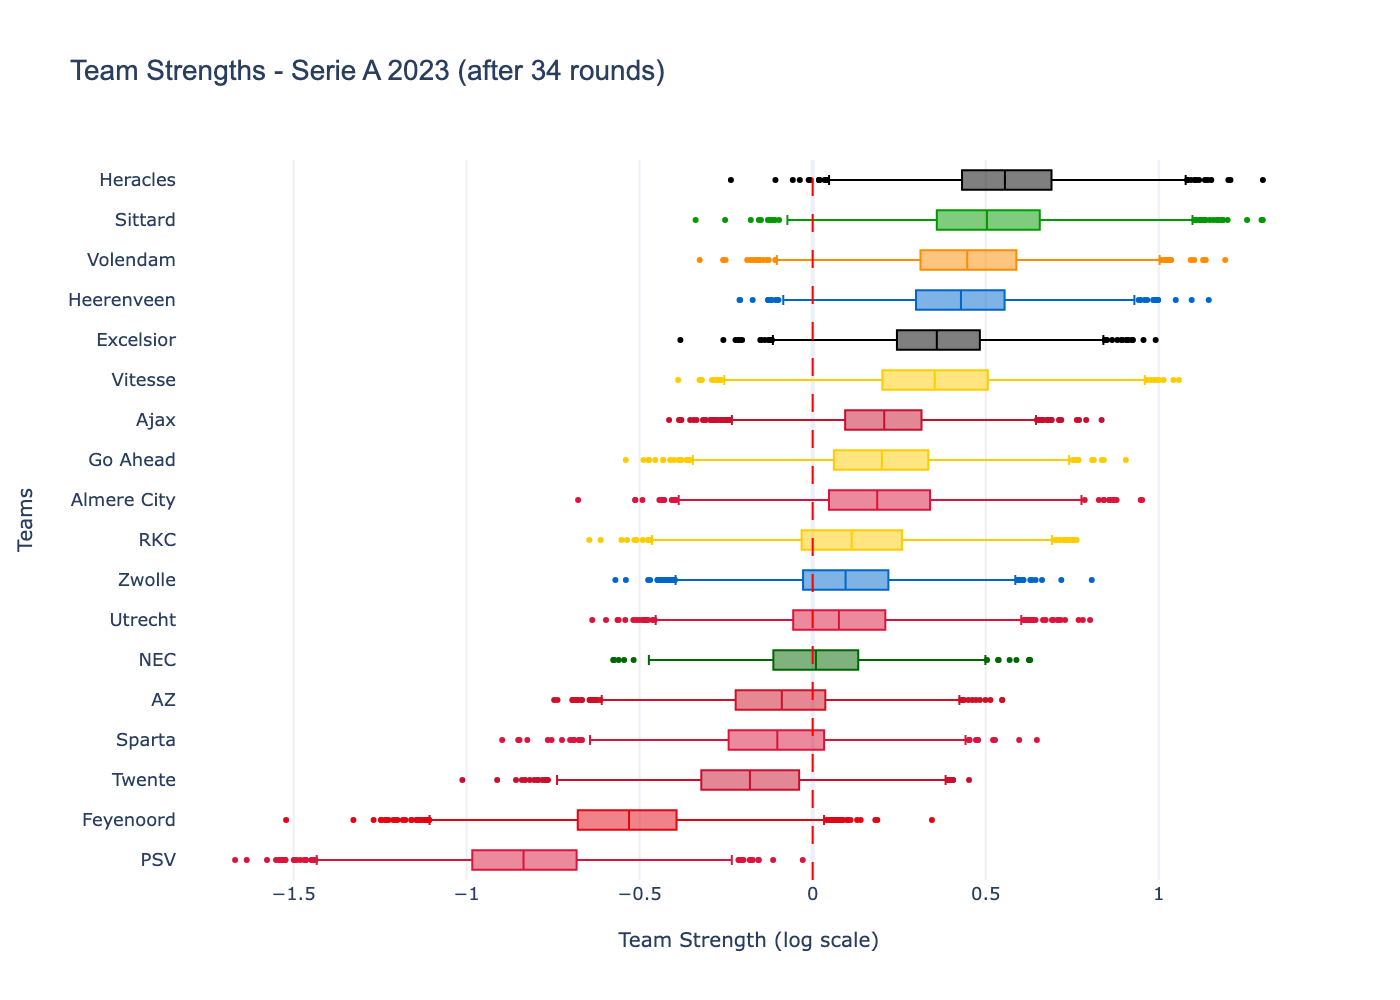 Team Strengths - Serie A 2023 (after 34 rounds)
Heracles
Sittard
Volendam
Heerenveen
Excelsior
Vitesse
Ajax
Go Ahead
Almere City
RKC
Zwolle
Utrecht
NEC
AZ
Sparta
Twente
Feyenoord
PSV
Teams
−1.5 −1 −0.5 0 0.5 1
Team Strength (log scale)